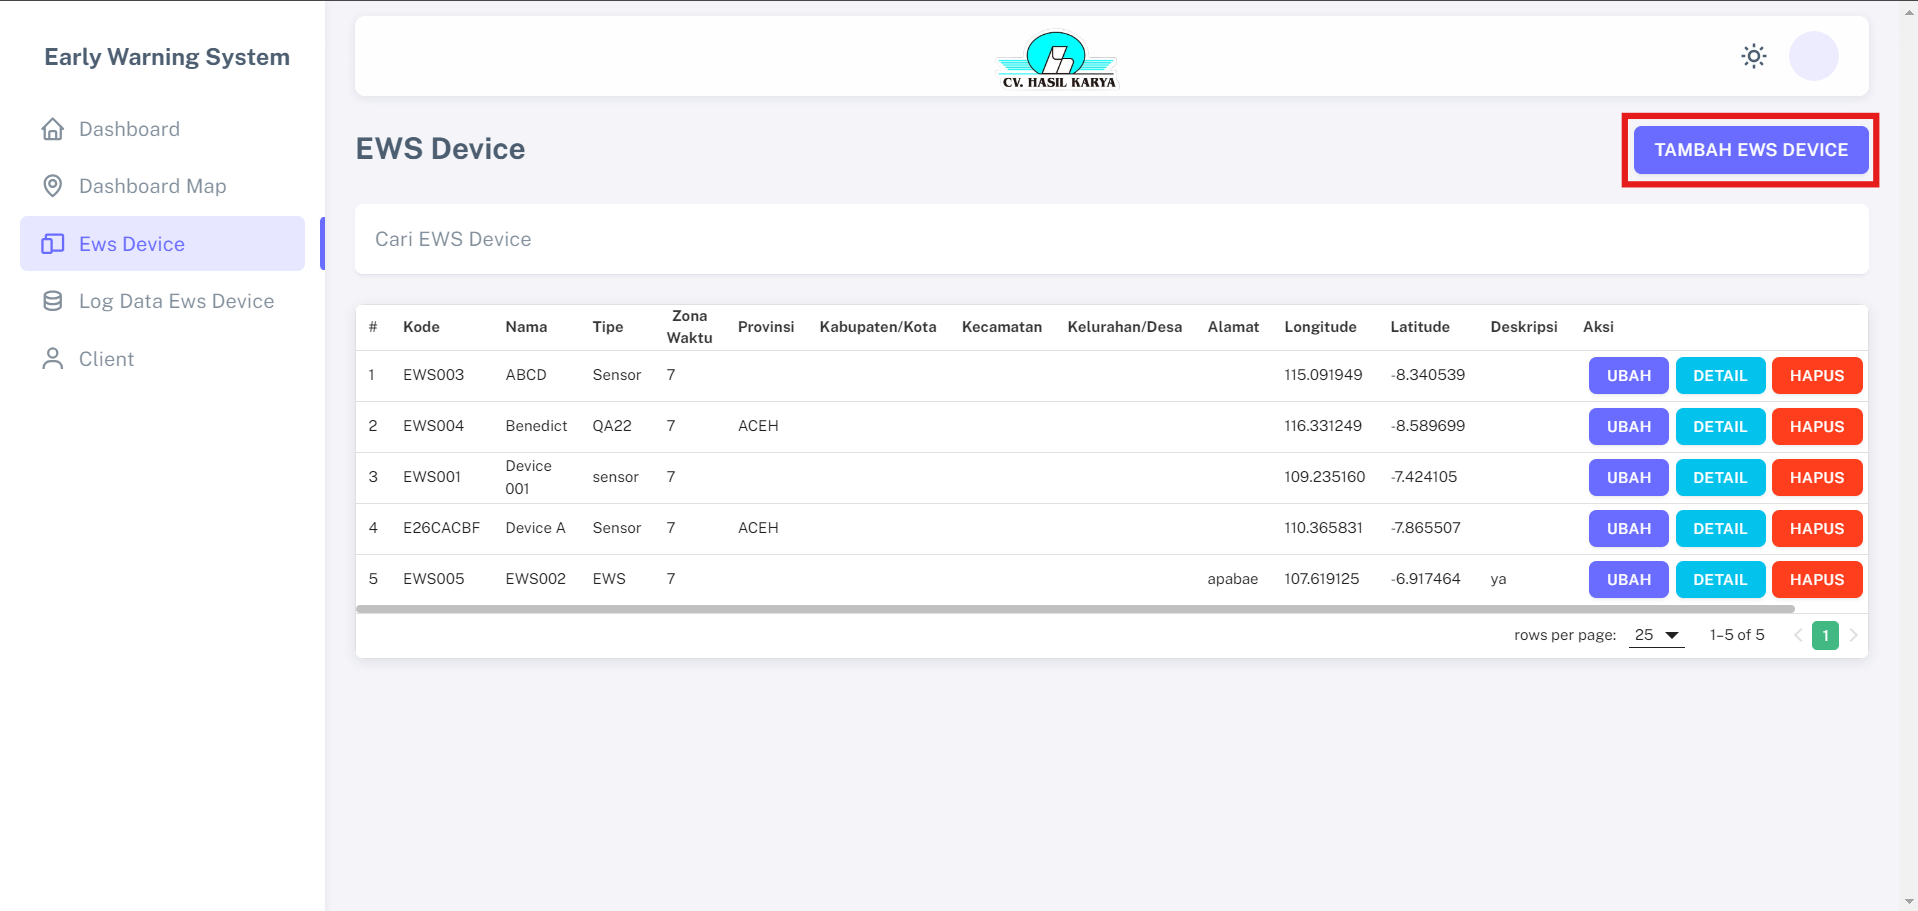 Early Warning System
Dashboard
Dashboard Map
Ews Device
Log Data Ews Device
Client
CV. HASIL KARYA
EWS Device
TAMBAH EWS DEVICE
Cari EWS Device
# Kode Nama Tipe Zona Waktu Provinsi Kabupaten/Kota Kecamatan Kelurahan/Desa Alamat Longitude Latitude Deskripsi Aksi
1 EWS003 ABCD Sensor 7 115.091949 -8.340539 UBAH DETAIL HAPUS
2 EWS004 Benedict QA22 7 ACEH 116.331249 -8.589699 UBAH DETAIL HAPUS
3 EWS001 Device 001 sensor 7 109.235160 -7.424105 UBAH DETAIL HAPUS
4 E26CACBF Device A Sensor 7 ACEH 110.365831 -7.865507 UBAH DETAIL HAPUS
5 EWS005 EWS002 EWS 7 apabae 107.619125 -6.917464 ya UBAH DETAIL HAPUS
rows per page: 25 1–5 of 5 1